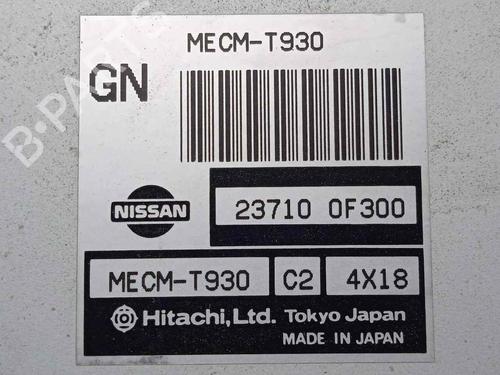 MECM-T930
GN
NISSAN
23710 0F300
MECM-T930 C2 4X18
Hitachi, Ltd. Tokyo Japan
MADE IN JAPAN
B-PARTS